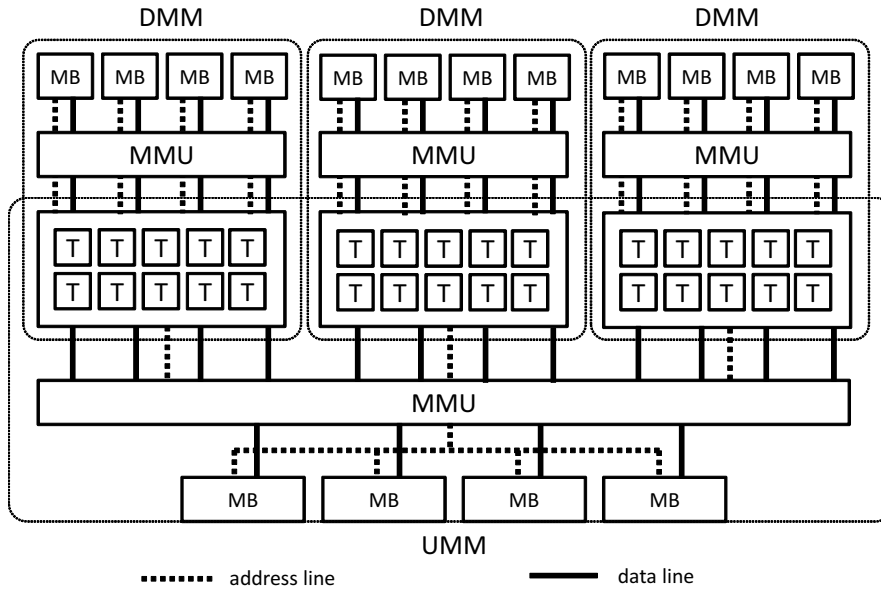 DMM DMM DMM
MB MB MB MB MB MB MB MB MB MB MB MB
MMU MMU MMU
T T T T T T T T T T T T T T T
T T T T T T T T T T T T T T T
MMU
MB MB MB MB
UMM
address line data line